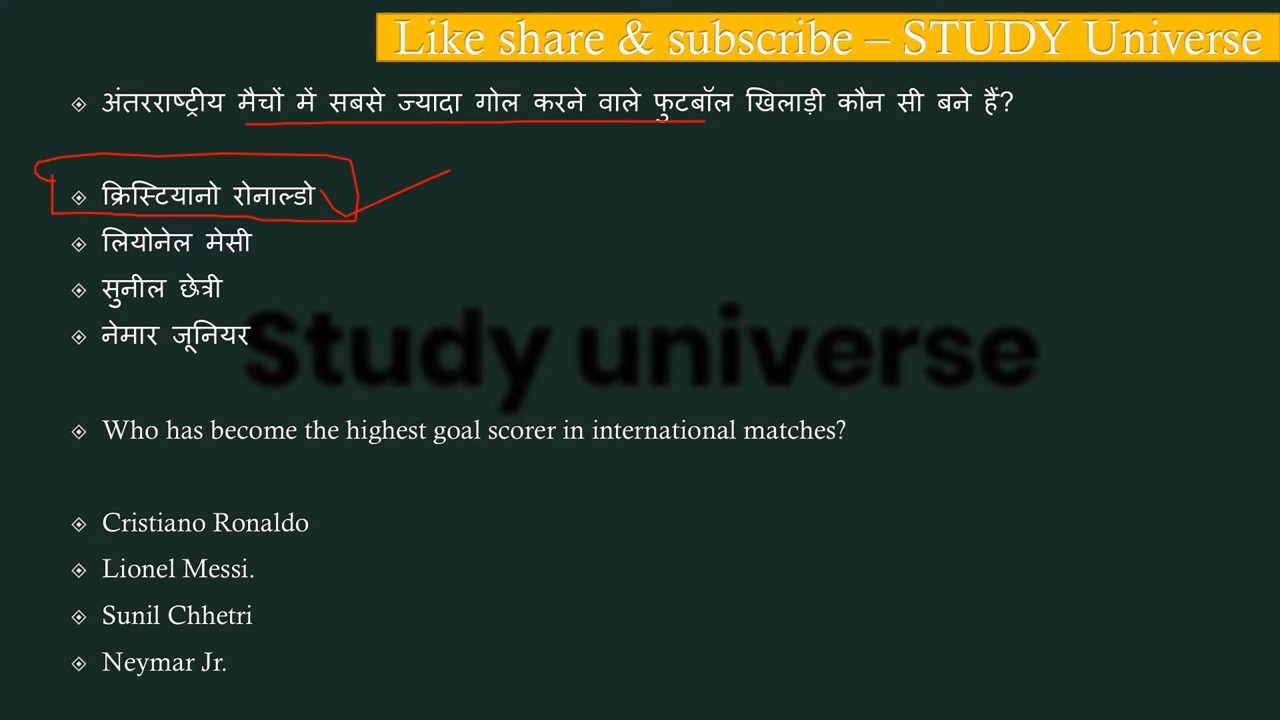 Like share & subscribe – STUDY Universe
अंतरराष्ट्रीय मैचों में सबसे ज्यादा गोल करने वाले फुटबॉल खिलाड़ी कौन सी बने हैं?
क्रिस्टियानो रोनाल्डो
लियोनेल मेसी
सुनील छेत्री
नेमार जूनियर
Study universe
Who has become the highest goal scorer in international matches?
Cristiano Ronaldo
Lionel Messi.
Sunil Chhetri
Neymar Jr.